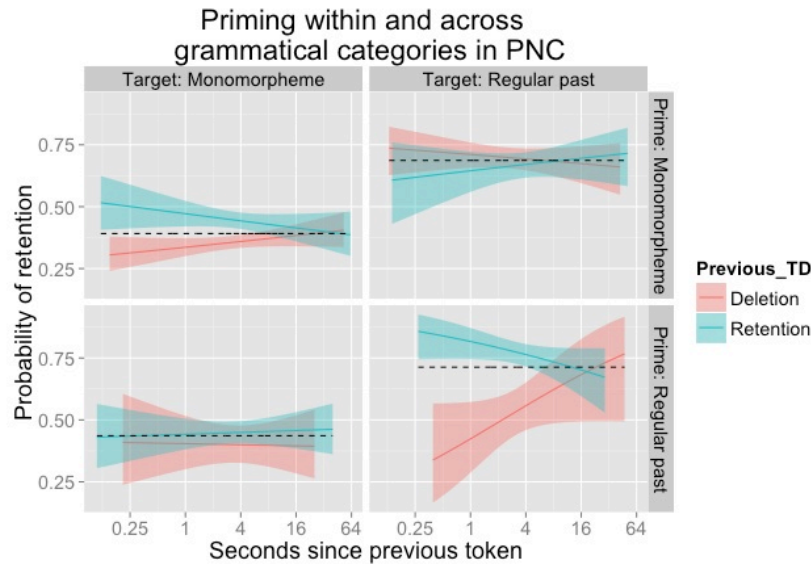 Priming within and across
grammatical categories in PNC
Target: Monomorpheme
Target: Regular past
Probability of retention
0.75
0.50
0.25
Prime: Monomorpheme
0.75
0.50
0.25
Prime: Regular past
0.25 1 4 16 64
0.25 1 4 16 64
Seconds since previous token
Previous_TD
Deletion
Retention